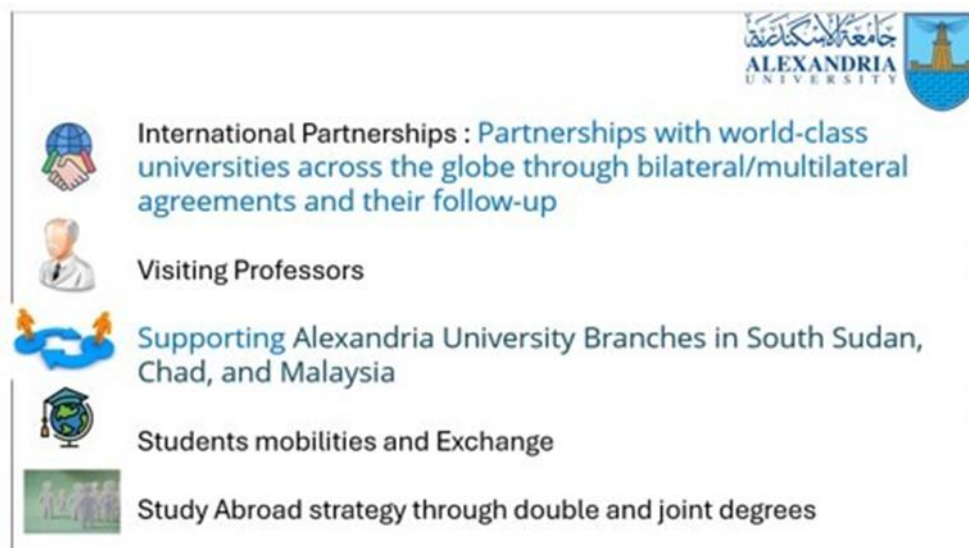 جامعة الإسكندرية
ALEXANDRIA
UNIVERSITY
International Partnerships : Partnerships with world-class
universities across the globe through bilateral/multilateral
agreements and their follow-up
Visiting Professors
Supporting Alexandria University Branches in South Sudan,
Chad, and Malaysia
Students mobilities and Exchange
Study Abroad strategy through double and joint degrees